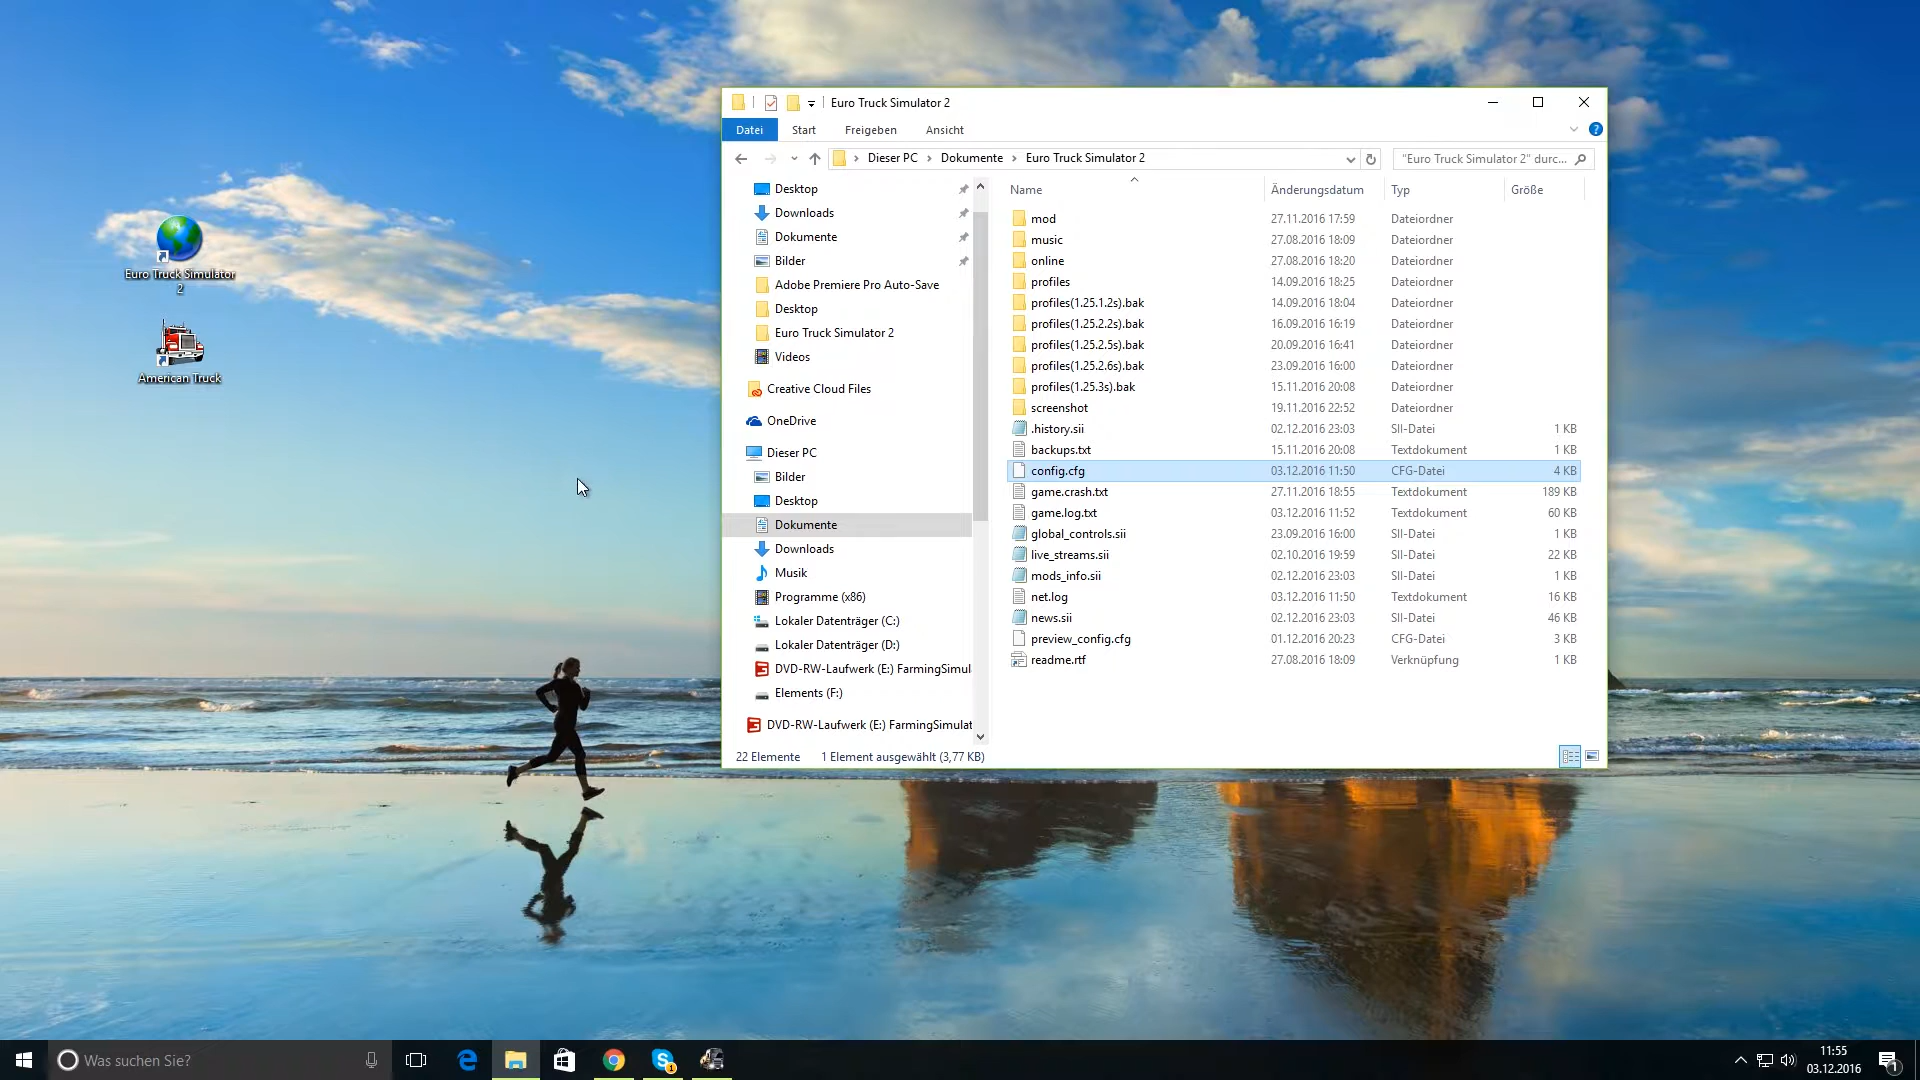 Euro Truck Simulator
2
American Truck
Euro Truck Simulator 2
Datei Start Freigeben Ansicht
Dieser PC Dokumente Euro Truck Simulator 2
"Euro Truck Simulator 2" durc...
Desktop
Downloads
Dokumente
Bilder
Adobe Premiere Pro Auto-Save
Desktop
Euro Truck Simulator 2
Videos
Creative Cloud Files
OneDrive
Dieser PC
Bilder
Desktop
Dokumente
Downloads
Musik
Programme (x86)
Lokaler Datenträger (C:)
Lokaler Datenträger (D:)
DVD-RW-Laufwerk (E:) FarmingSimul
Elements (F:)
DVD-RW-Laufwerk (E:) FarmingSimulat
Name Änderungsdatum Typ Größe
mod 27.11.2016 17:59 Dateiordner
music 27.08.2016 18:09 Dateiordner
online 27.08.2016 18:20 Dateiordner
profiles 14.09.2016 18:25 Dateiordner
profiles(1.25.1.2s).bak 14.09.2016 18:04 Dateiordner
profiles(1.25.2.2s).bak 16.09.2016 16:19 Dateiordner
profiles(1.25.2.5s).bak 20.09.2016 16:41 Dateiordner
profiles(1.25.2.6s).bak 23.09.2016 16:00 Dateiordner
profiles(1.25.3s).bak 15.11.2016 20:08 Dateiordner
screenshot 19.11.2016 22:52 Dateiordner
.history.sii 02.12.2016 23:03 SII-Datei 1 KB
backups.txt 15.11.2016 20:08 Textdokument 1 KB
config.cfg 03.12.2016 11:50 CFG-Datei 4 KB
game.crash.txt 27.11.2016 18:55 Textdokument 189 KB
game.log.txt 03.12.2016 11:52 Textdokument 60 KB
global_controls.sii 23.09.2016 16:00 SII-Datei 1 KB
live_streams.sii 02.10.2016 19:59 SII-Datei 22 KB
mods_info.sii 02.12.2016 23:03 SII-Datei 1 KB
net.log 03.12.2016 11:50 Textdokument 16 KB
news.sii 02.12.2016 23:03 SII-Datei 46 KB
preview_config.cfg 01.12.2016 20:23 CFG-Datei 3 KB
readme.rtf 27.08.2016 18:09 Verknüpfung 1 KB
22 Elemente 1 Element ausgewählt (3,77 KB)
Was suchen Sie?
11:55
03.12.2016
1